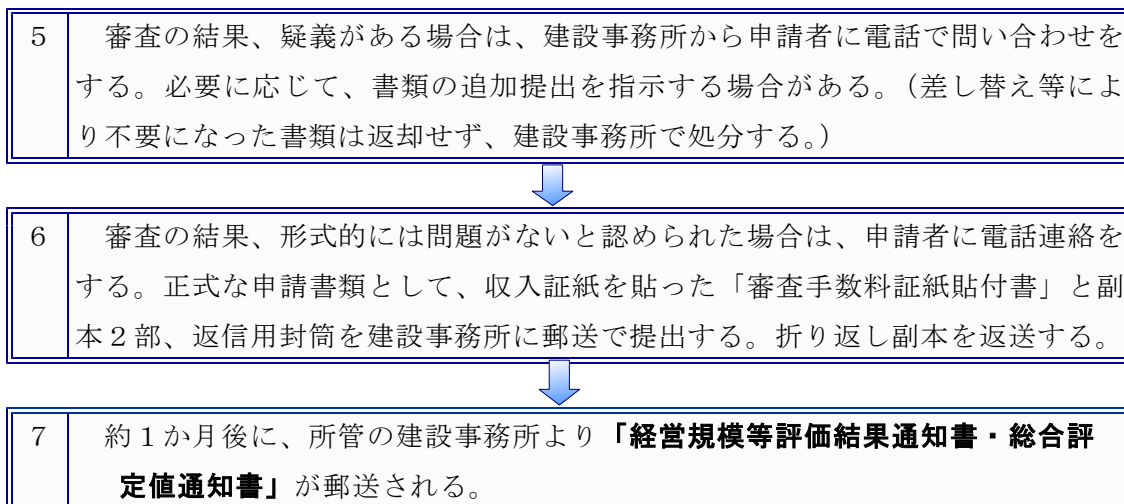 5 審査の結果、疑義がある場合は、建設事務所から申請者に電話で問い合わせを
する。必要に応じて、書類の追加提出を指示する場合がある。（差し替え等によ
り不要になった書類は返却せず、建設事務所で処分する。）
6 審査の結果、形式的には問題がないと認められた場合は、申請者に電話連絡を
する。正式な申請書類として、収入証紙を貼った「審査手数料証紙貼付書」と副
本２部、返信用封筒を建設事務所に郵送で提出する。折り返し副本を返送する。
7 約１か月後に、所管の建設事務所より「経営規模等評価結果通知書・総合評
定値通知書」が郵送される。